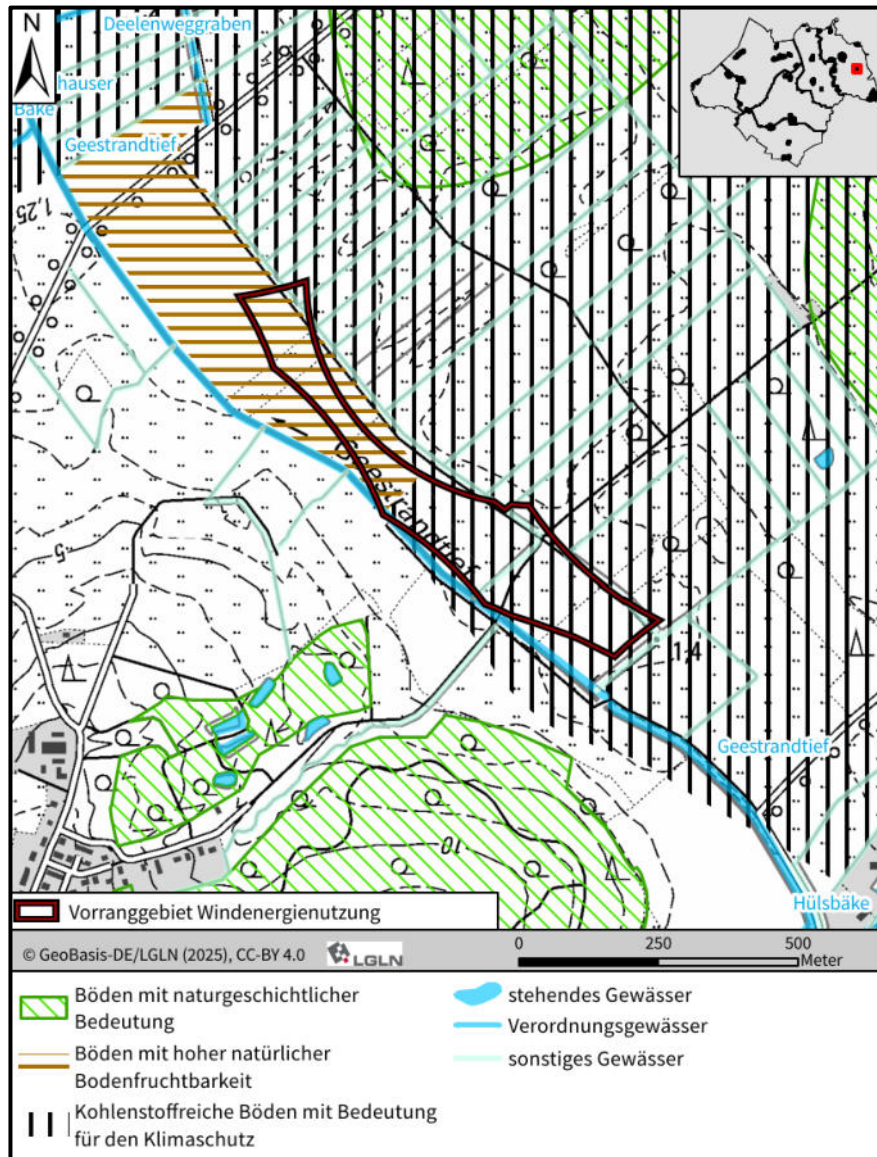 N
Deelenweggraben
hauser
Bäke
Geestrandtief
1,25
Geestrandtief
5
1,4
Geestrandtief
10
Hülsbäke
Vorranggebiet Windenergienutzung
© GeoBasis-DE/LGLN (2025), CC-BY 4.0
LGLN
0 250 500
Meter
Böden mit naturgeschichtlicher
Bedeutung
Böden mit hoher natürlicher
Bodenfruchtbarkeit
Kohlenstoffreiche Böden mit Bedeutung
für den Klimaschutz
stehendes Gewässer
Verordnungsgewässer
sonstiges Gewässer